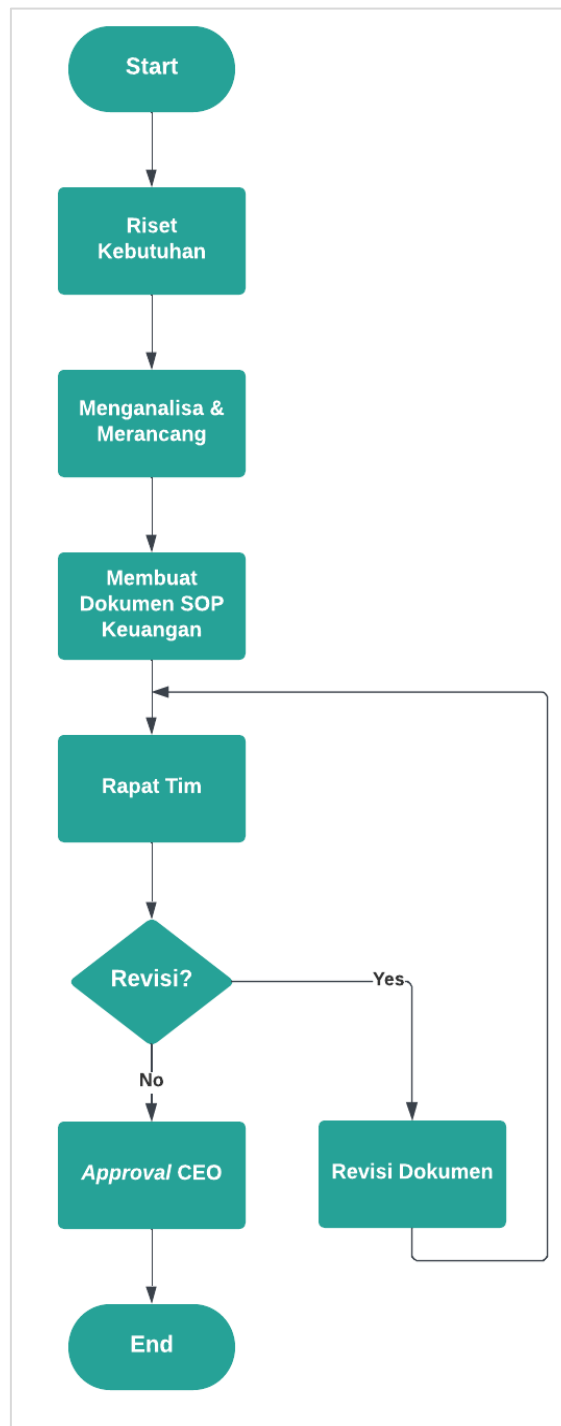 Start
Riset
Kebutuhan
Menganalisa &
Merancang
Membuat
Dokumen SOP
Keuangan
Rapat Tim
Revisi?
Yes
No
Approval CEO
Revisi Dokumen
End